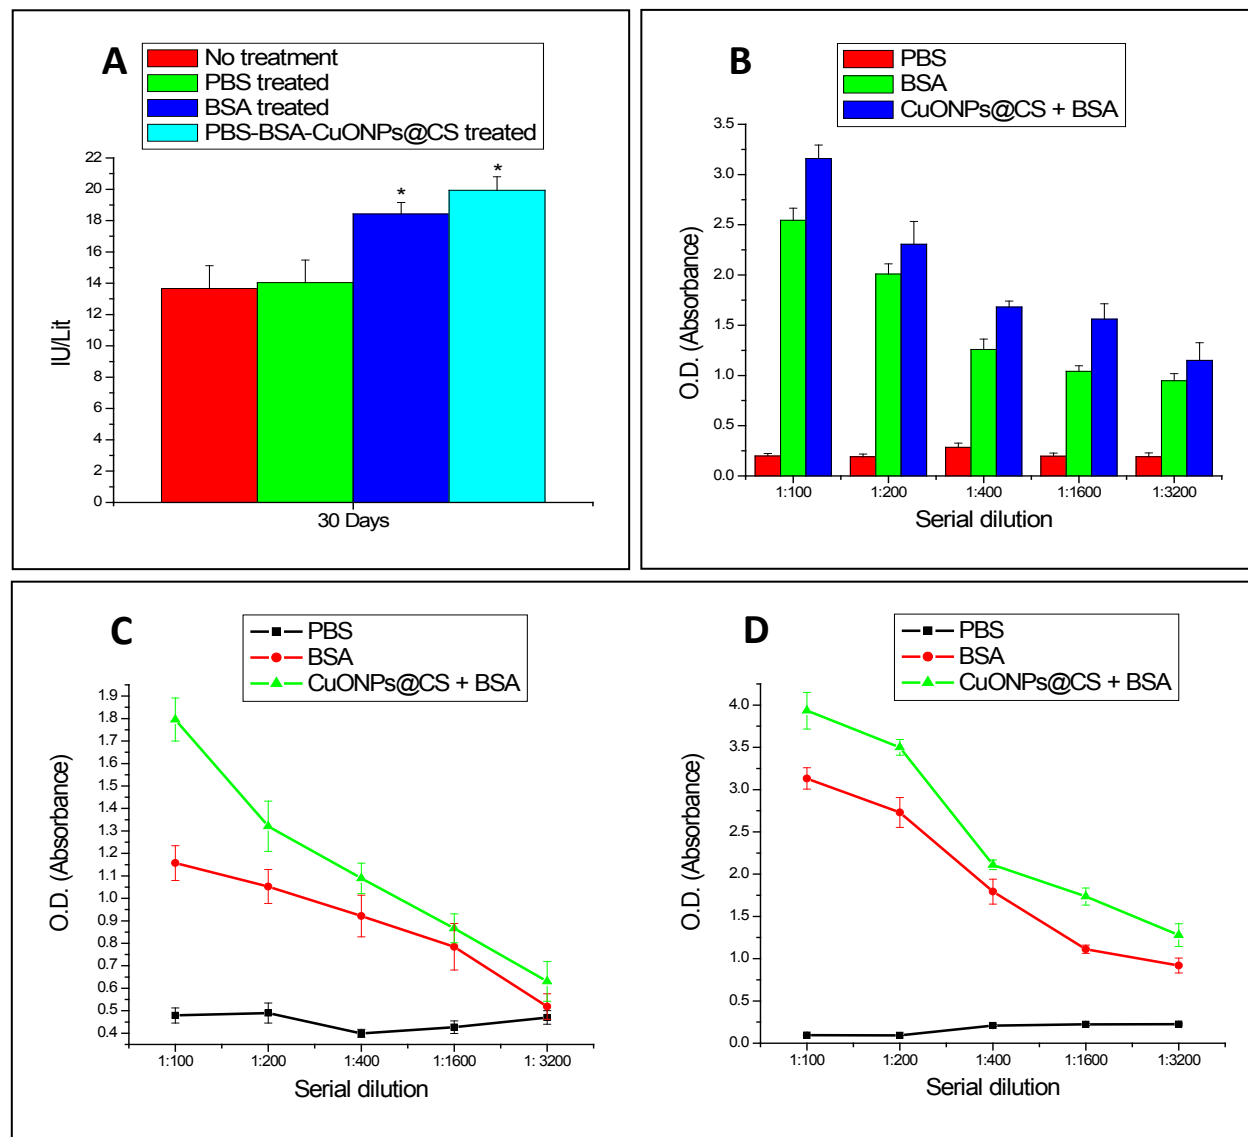 A
No treatment
PBS treated
BSA treated
PBS-BSA-CuONPs@CS treated
22
20
18
16
14
12
10
8
6
4
2
0
IU/Lit
*
*
30 Days
B
PBS
BSA
CuONPs@CS + BSA
3.5
3.0
2.5
2.0
1.5
1.0
0.5
0.0
O.D. (Absorbance)
1:100
1:200
1:400
1:1600
1:3200
Serial dilution
C
PBS
BSA
CuONPs@CS + BSA
1.9
1.8
1.7
1.6
1.5
1.4
1.3
1.2
1.1
1.0
0.9
0.8
0.7
0.6
0.5
0.4
O.D. (Absorbance)
1:100
1:200
1:400
1:1600
1: 3200
Serial dilution
D
PBS
BSA
CuONPs@CS + BSA
4.0
3.5
3.0
2.5
2.0
1.5
1.0
0.5
0.0
O.D. (Absorbance)
1:100
1:200
1:400
1:1600
1:3200
Serial dilution